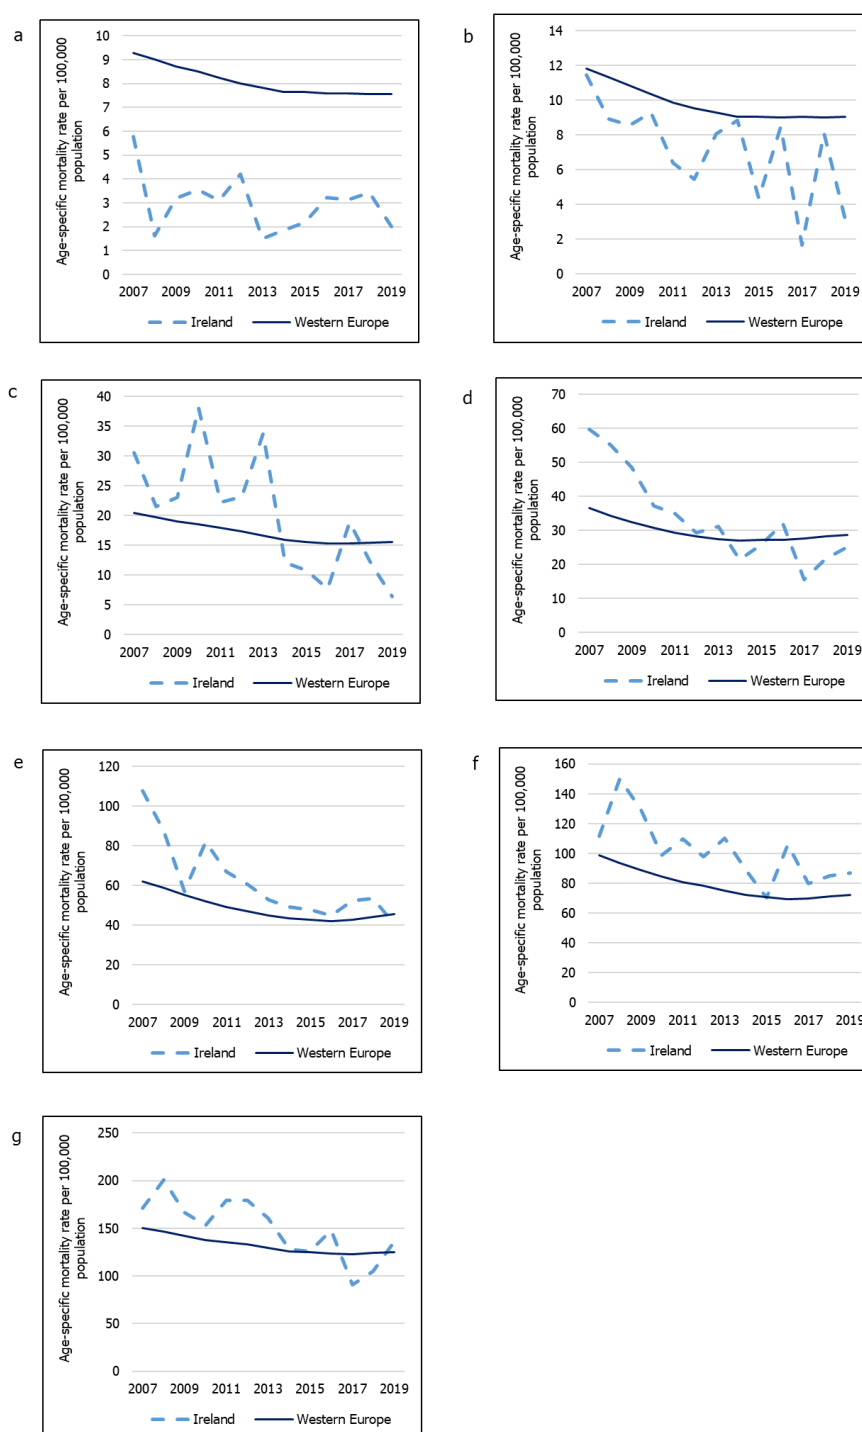 a
Age-specific mortality rate per 100,000
population
10
9
8
7
6
5
4
3
2
1
0
2007 2009 2011 2013 2015 2017 2019
Ireland Western Europe
b
Age-specific mortality rate per 100,000
population
14
12
10
8
6
4
2
0
2007 2009 2011 2013 2015 2017 2019
Ireland Western Europe
c
Age-specific mortality rate per 100,000
population
40
35
30
25
20
15
10
5
0
2007 2009 2011 2013 2015 2017 2019
Ireland Western Europe
d
Age-specific mortality rate per 100,000
population
70
60
50
40
30
20
10
0
2007 2009 2011 2013 2015 2017 2019
Ireland Western Europe
e
Age-specific mortality rate per 100,000
population
120
100
80
60
40
20
0
2007 2009 2011 2013 2015 2017 2019
Ireland Western Europe
f
Age-specific mortality rate per 100,000
population
160
140
120
100
80
60
40
20
0
2007 2009 2011 2013 2015 2017 2019
Ireland Western Europe
g
Age-specific mortality rate per 100,000
population
250
200
150
100
50
0
2007 2009 2011 2013 2015 2017 2019
Ireland Western Europe